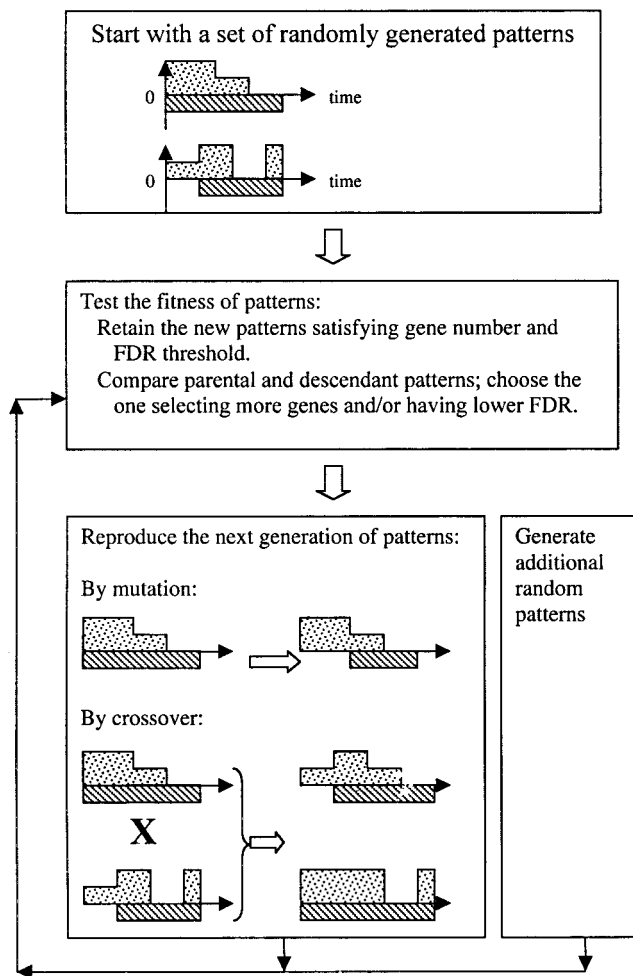 Start with a set of randomly generated patterns
0
time
0
time
Test the fitness of patterns:
Retain the new patterns satisfying gene number and
FDR threshold.
Compare parental and descendant patterns; choose the
one selecting more genes and/or having lower FDR.
Reproduce the next generation of patterns:
By mutation:
By crossover:
X
Generate
additional
random
patterns